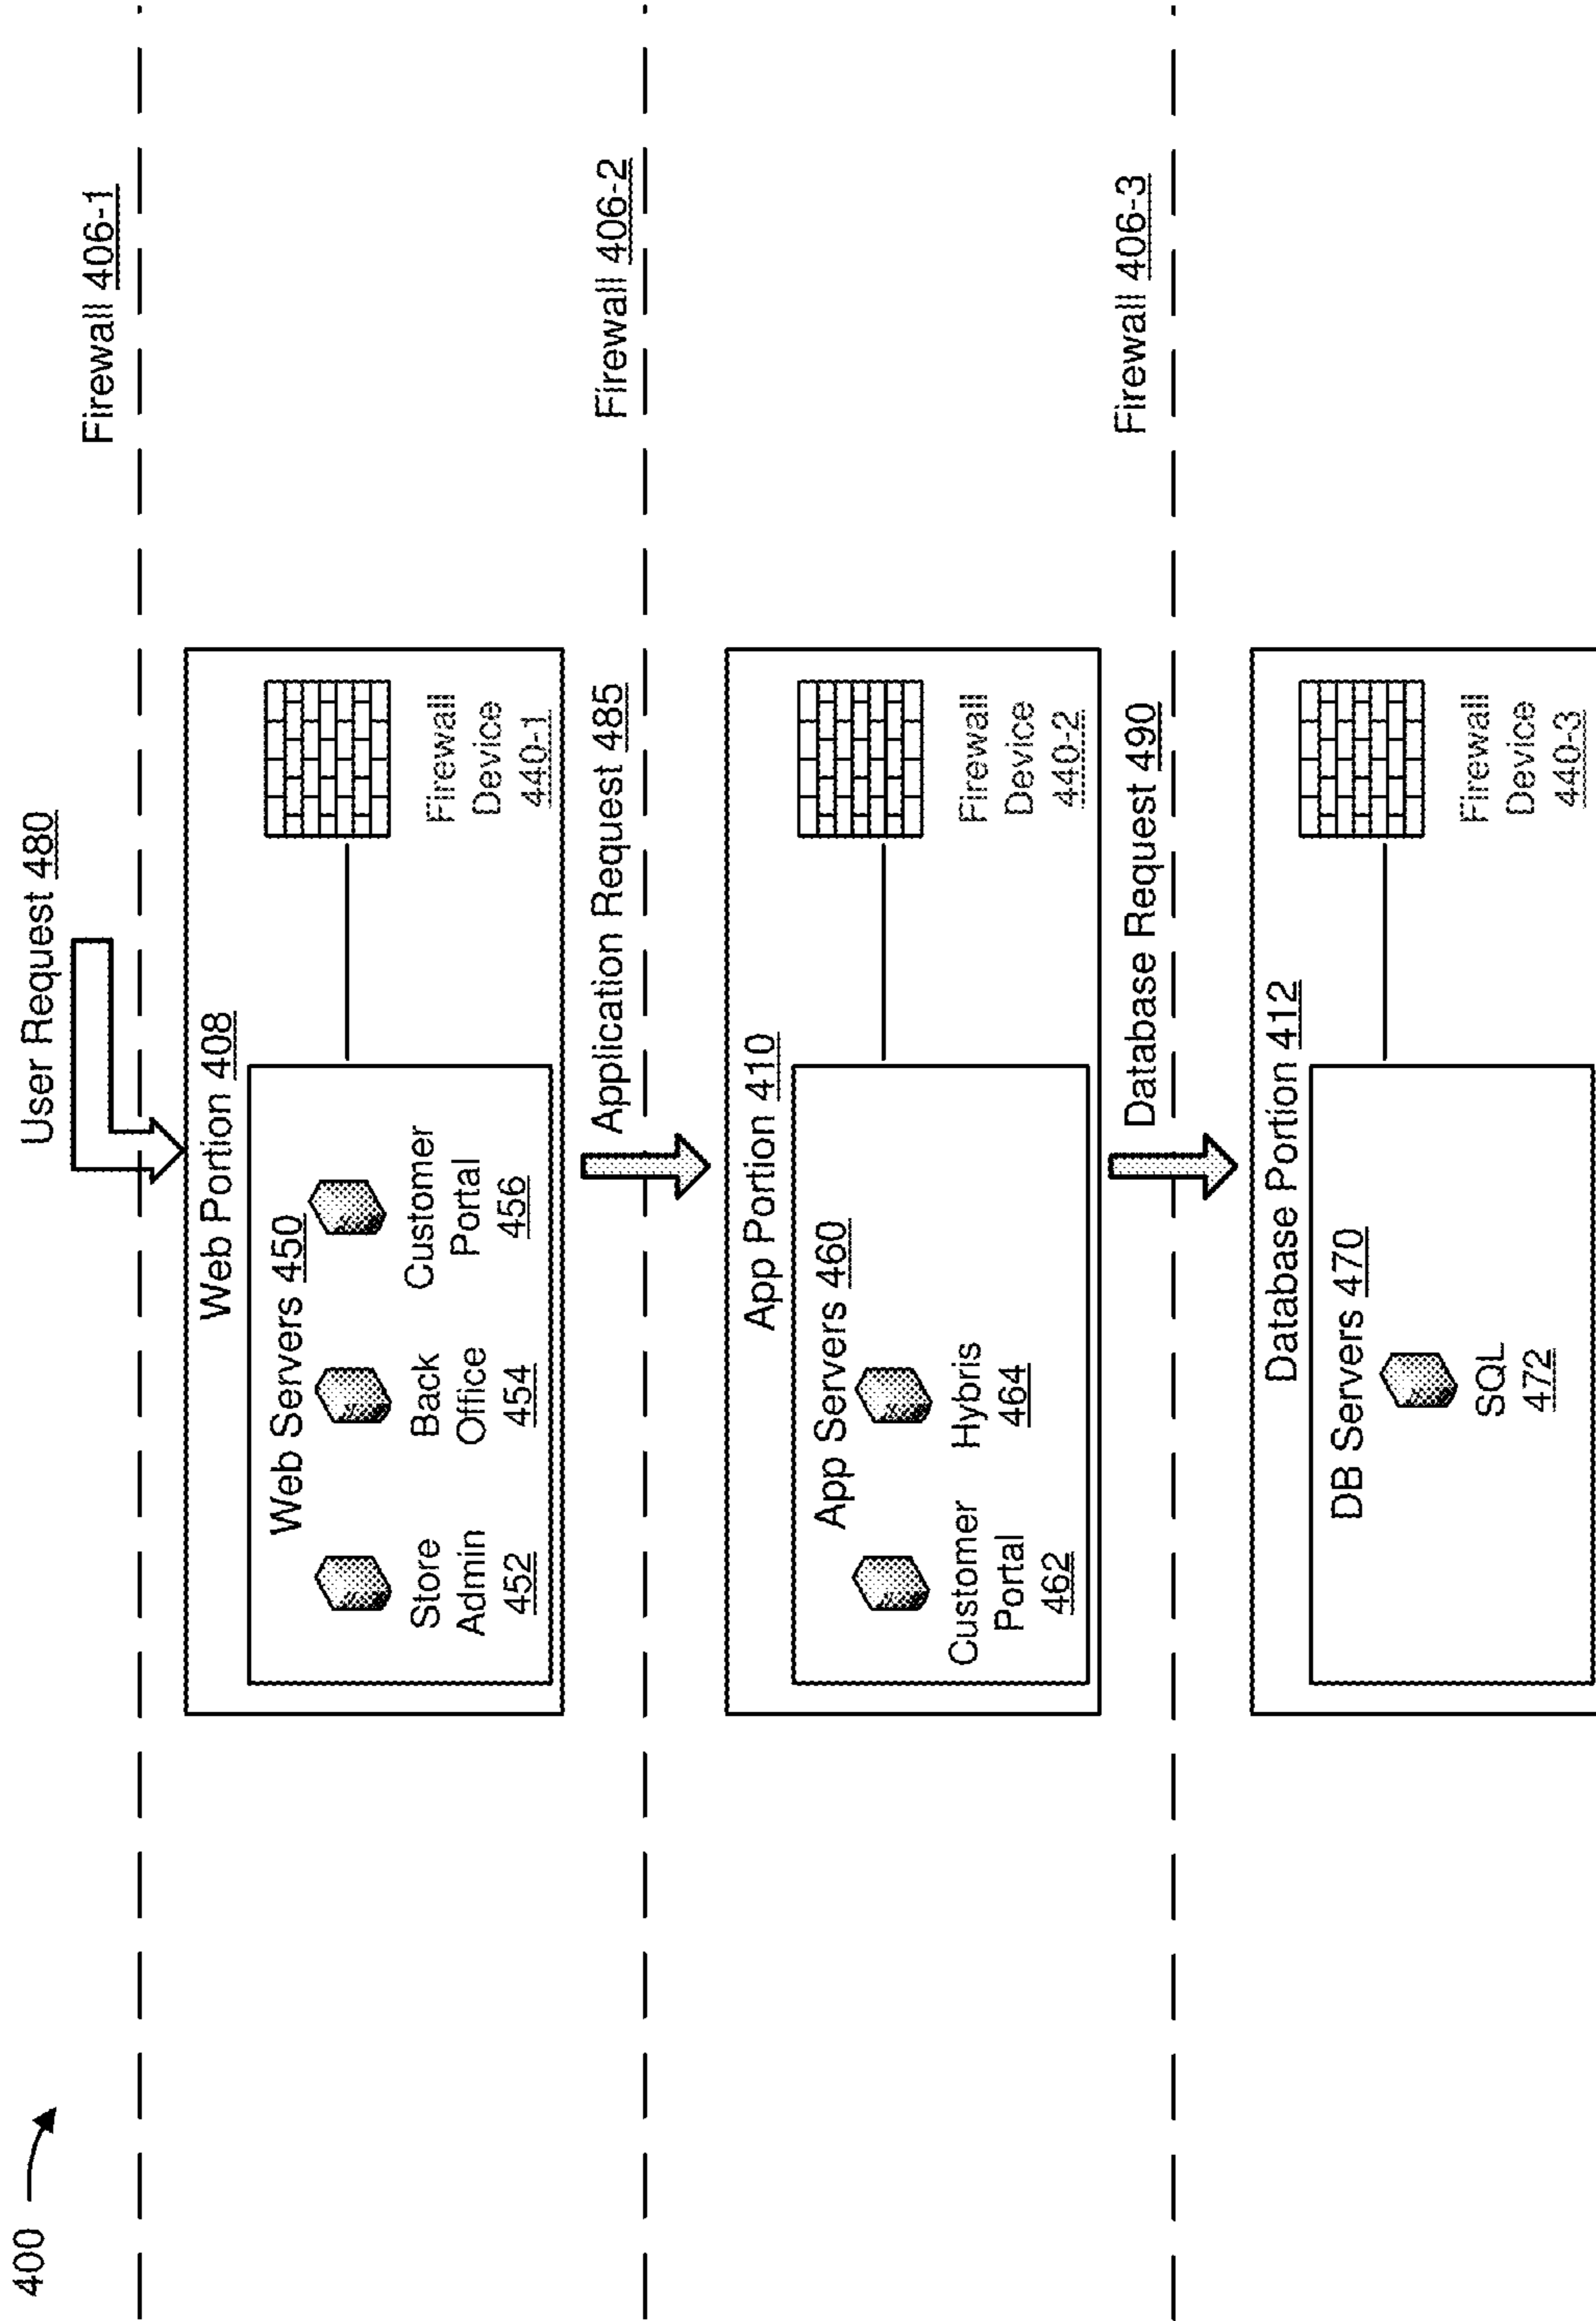 400
User Request 480
Firewall 406-1
Web Portion 408
Web Servers 450
Store
Admin
452
Back
Office
454
Customer
Portal
456
Firewall
Device
440-1
Application Request 485
Firewall 406-2
App Portion 410
App Servers 460
Customer
Portal
462
Hybris
464
Firewall
Device
440-2
Database Request 490
Firewall 406-3
Database Portion 412
DB Servers 470
SQL
472
Firewall
Device
440-3